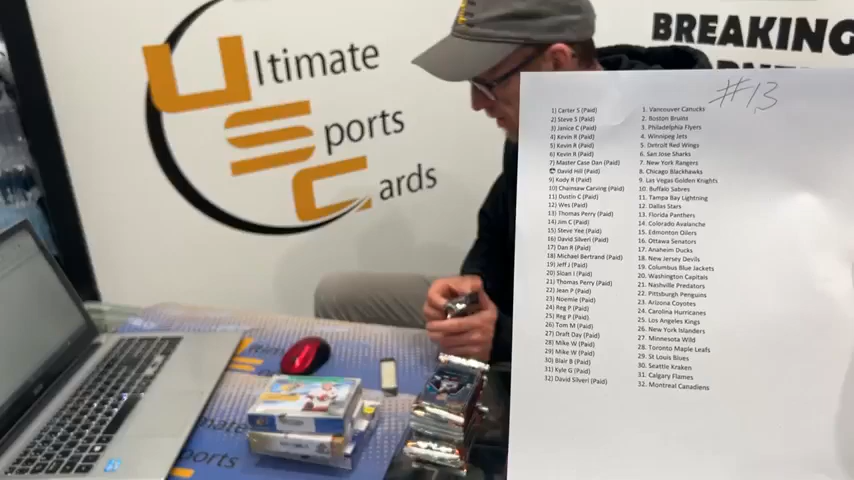 Ultimate
Sports
Cards
BREAKING
#13
1) Carter S (Paid)
2) Steve S (Paid)
3) Janice C (Paid)
4) Kevin R (Paid)
5) Kevin R (Paid)
6) Kevin R (Paid)
7) Master Case Dan (Paid)
David Hill (Paid)
9) Kody R (Paid)
10) Chainsaw Carving (Paid)
11) Dustin C (Paid)
12) Wes (Paid)
13) Thomas Perry (Paid)
14) Jim C (Paid)
15) Steve Yae (Paid)
16) David Silveri (Paid)
17) Dan R (Paid)
18) Michael Bertrand (Paid)
19) Jeff J (Paid)
20) Sloan I (Paid)
21) Thomas Perry (Paid)
22) Jean P (Paid)
23) Noemie (Paid)
24) Reg P (Paid)
25) Reg P (Paid)
26) Tom M (Paid)
27) Draft Day (Paid)
28) Mike W (Paid)
29) Mike W (Paid)
30) Blair B (Paid)
31) Kyle G (Paid)
32) David Silveri (Paid)
1. Vancouver Canucks
2. Boston Bruins
3. Philadelphia Flyers
4. Winnipeg Jets
5. Detroit Red Wings
6. San Jose Sharks
7. New York Rangers
8. Chicago Blackhawks
9. Las Vegas Golden Knights
10. Buffalo Sabres
11. Tampa Bay Lightning
12. Dallas Stars
13. Florida Panthers
14. Colorado Avalanche
15. Edmonton Oilers
16. Ottawa Senators
17. Anaheim Ducks
18. New Jersey Devils
19. Columbus Blue Jackets
20. Washington Capitals
21. Nashville Predators
22. Pittsburgh Penguins
23. Arizona Coyotes
24. Carolina Hurricanes
25. Los Angeles Kings
26. New York Islanders
27. Minnesota Wild
28. Toronto Maple Leafs
29. St Louis Blues
30. Seattle Kraken
31. Calgary Flames
32. Montreal Canadiens